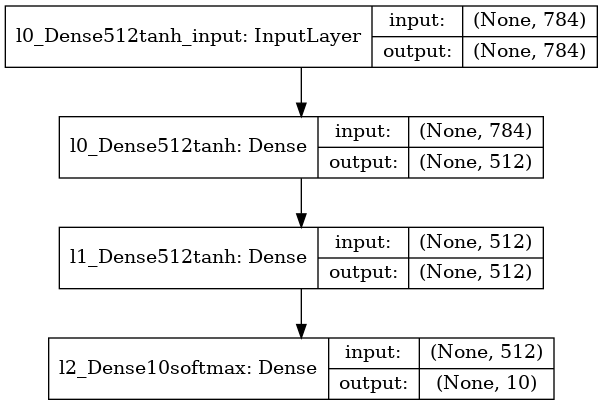 l0_Dense512tanh_input: InputLayer
input: (None, 784)
output: (None, 784)
l0_Dense512tanh: Dense
input: (None, 784)
output: (None, 512)
l1_Dense512tanh: Dense
input: (None, 512)
output: (None, 512)
l2_Dense10softmax: Dense
input: (None, 512)
output: (None, 10)